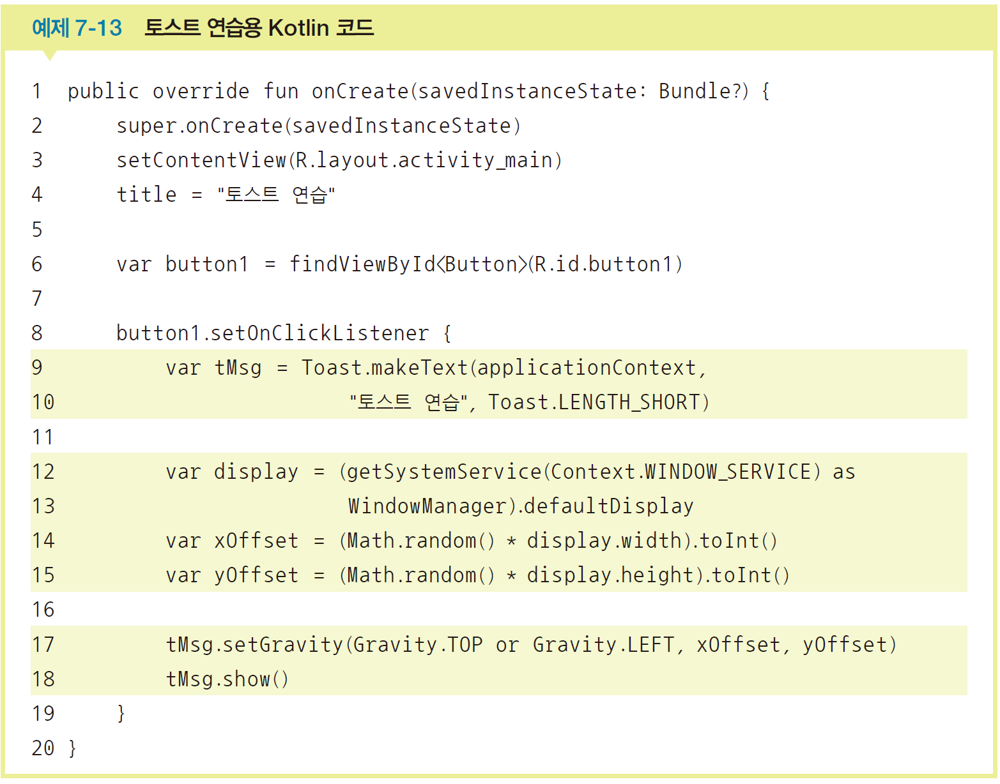 예제 7-13 토스트 연습용 Kotlin 코드
1 public override fun onCreate(savedInstanceState: Bundle?) {
2 super.onCreate(savedInstanceState)
3 setContentView(R.layout.activity_main)
4 title = "토스트 연습"
5
6 var button1 = findViewById<Button>(R.id.button1)
7
8 button1.setOnClickListener {
9 var tMsg = Toast.makeText(applicationContext,
10 "토스트 연습", Toast.LENGTH_SHORT)
11
12 var display = (getSystemService(Context.WINDOW_SERVICE) as
13 WindowManager).defaultDisplay
14 var xOffset = (Math.random() * display.width).toInt()
15 var yOffset = (Math.random() * display.height).toInt()
16
17 tMsg.setGravity(Gravity.TOP or Gravity.LEFT, xOffset, yOffset)
18 tMsg.show()
19 }
20 }